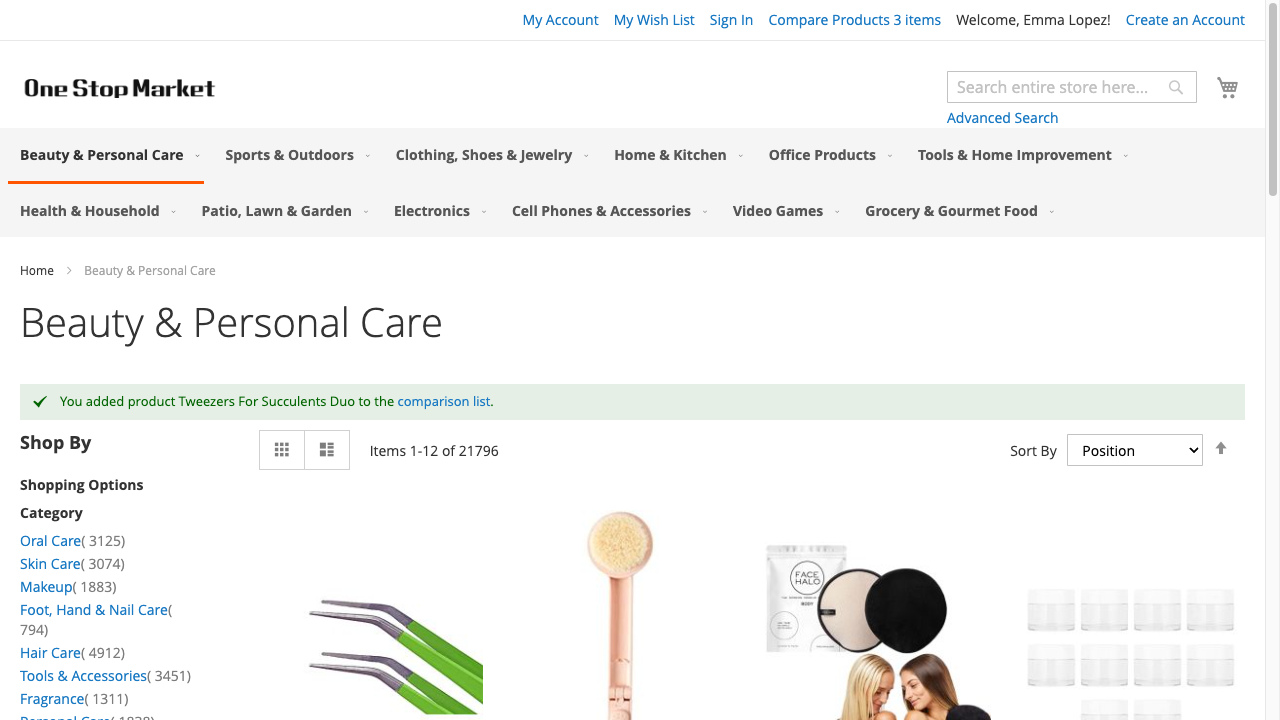 My Account My Wish List Sign In Compare Products 3 items Welcome, Emma Lopez! Create an Account
One Stop Market
Search entire store here...
Advanced Search
Beauty & Personal Care Sports & Outdoors Clothing, Shoes & Jewelry Home & Kitchen Office Products Tools & Home Improvement
Health & Household Patio, Lawn & Garden Electronics Cell Phones & Accessories Video Games Grocery & Gourmet Food
Home Beauty & Personal Care
Beauty & Personal Care
You added product Tweezers For Succulents Duo to the comparison list.
Shop By
Items 1-12 of 21796
Sort By Position
Shopping Options
Category
Oral Care( 3125)
Skin Care( 3074)
Makeup( 1883)
Foot, Hand & Nail Care(
794)
Hair Care( 4912)
Tools & Accessories( 3451)
Fragrance( 1311)
Personal Care( 1838)
FACE
HALO
BODY